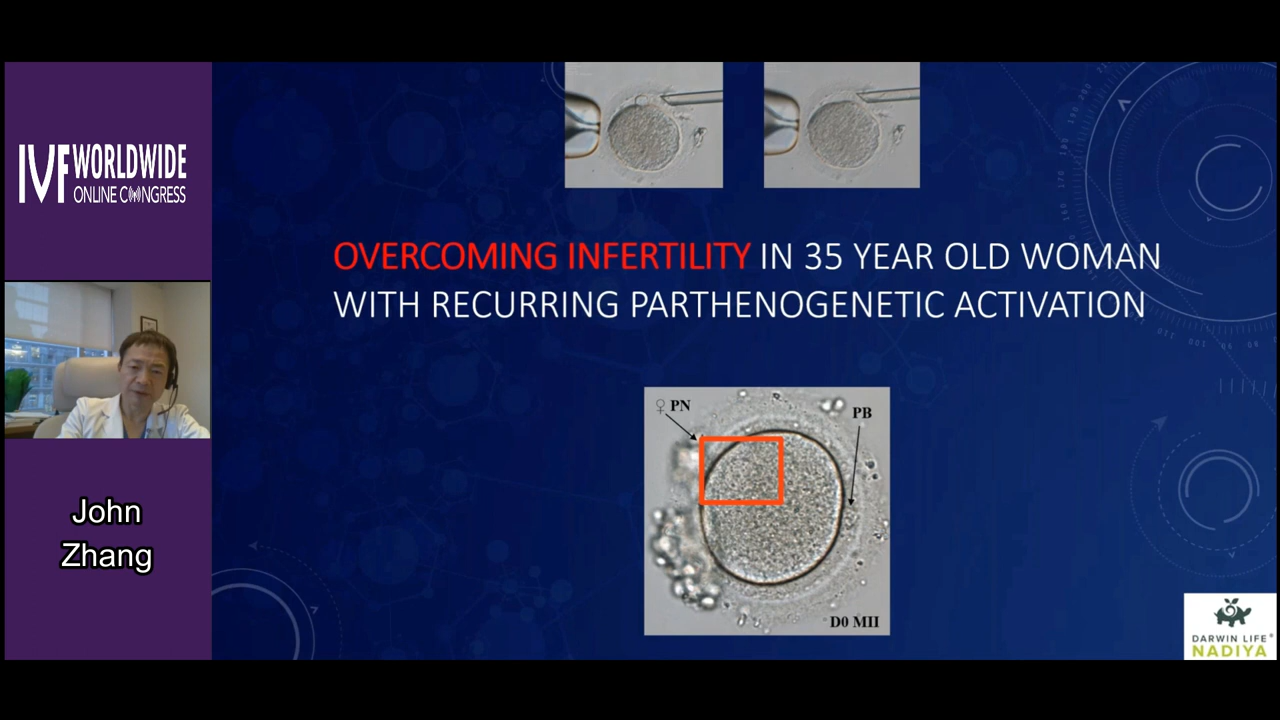 IVF WORLDWIDE
ONLINE CONGRESS
John
Zhang
OVERCOMING INFERTILITY IN 35 YEAR OLD WOMAN
WITH RECURRING PARTHENOGENETIC ACTIVATION
♀ PN
PB
D0 MII
DARWIN LIFE®
NADIYA